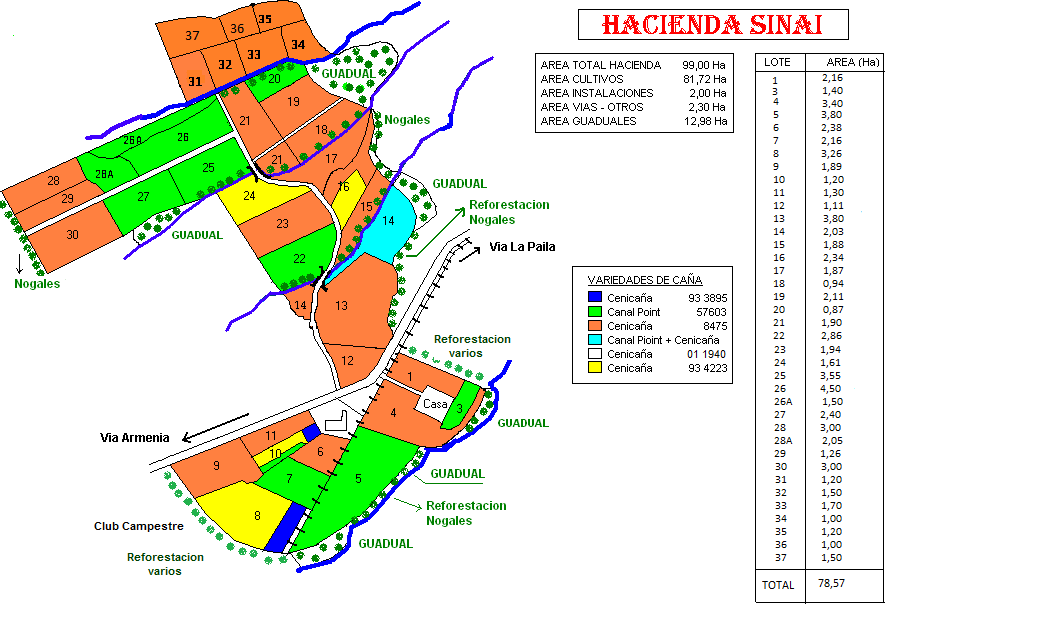 HACIENDA SINAI
AREA TOTAL HACIENDA 99,00 Ha
AREA CULTIVOS 81,72 Ha
AREA INSTALACIONES 2,00 Ha
AREA VIAS - OTROS 2,30 Ha
AREA GUADUALES 12,98 Ha
LOTE AREA (Ha)
1 2,16
3 1,40
4 3,40
5 3,80
6 2,38
7 2,16
8 3,26
9 1,89
10 1,20
11 1,30
12 1,11
13 3,80
14 2,03
15 1,88
16 2,34
17 1,87
18 0,94
19 2,11
20 0,87
21 1,90
22 2,86
23 1,94
24 1,61
25 3,55
26 4,50
26A 1,50
27 2,40
28 3,00
28A 2,05
29 1,26
30 3,00
31 1,20
32 1,50
33 1,70
34 1,00
35 1,20
36 1,00
37 1,50
TOTAL 78,57
VARIEDADES DE CAÑA
Cenicaña 93 3895
Canal Point 57603
Cenicaña 8475
Canal Point + Cenicaña
Cenicaña 01 1940
Cenicaña 93 4223
35
36
37
34
33
32
31
GUADUAL
20
19
Nogales
21
18
26A
26
21
17
28A
25
28
16
GUADUAL
29
27
24
15
Reforestacion
Nogales
14
23
30
GUADUAL
Via La Paila
22
Nogales
14
13
Reforestacion
varios
12
1
Casa
3
4
GUADUAL
Via Armenia
11
10
6
9
7
5
GUADUAL
8
Reforestacion
Nogales
Club Campestre
GUADUAL
Reforestacion
varios